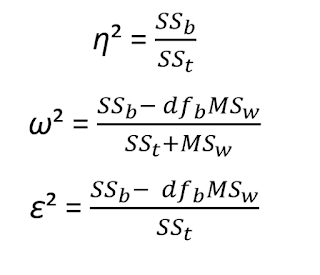 η² = SS_b / SS_t
ω² = (SS_b − df_b MS_w) / (SS_t + MS_w)
ε² = (SS_b − df_b MS_w) / SS_t